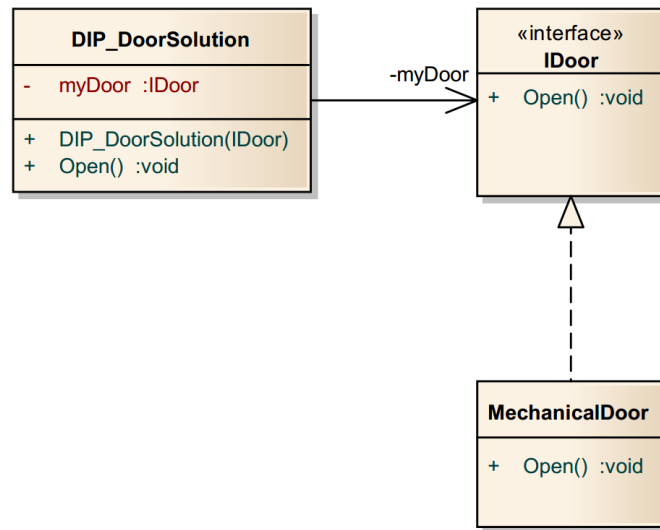 DIP_DoorSolution
- myDoor :IDoor
+ DIP_DoorSolution(IDoor)
+ Open() :void
-myDoor
«interface»
IDoor
+ Open() :void
MechanicalDoor
+ Open() :void